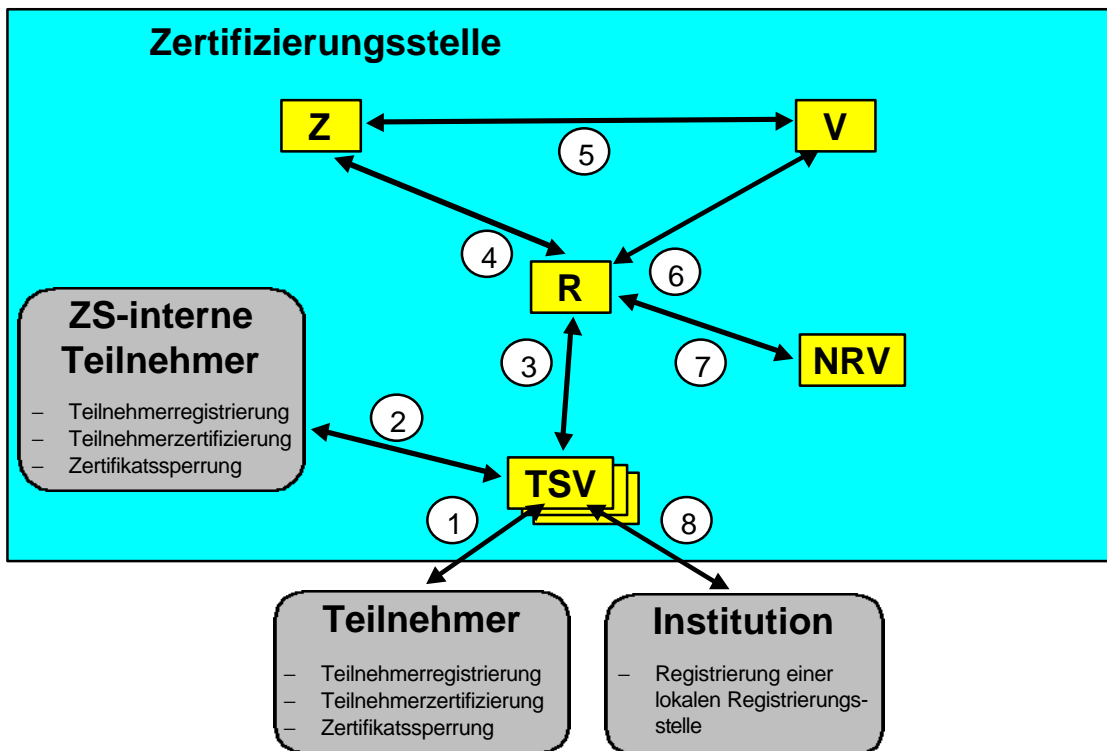 Zertifizierungsstelle
Z
V
5
4
R
6
ZS-interne
Teilnehmer
– Teilnehmerregistrierung
– Teilnehmerzertifizierung
– Zertifikatssperrung
3
7
NRV
2
TSV
1
8
Teilnehmer
– Teilnehmerregistrierung
– Teilnehmerzertifizierung
– Zertifikatssperrung
Institution
– Registrierung einer
lokalen Registrierungs-
stelle